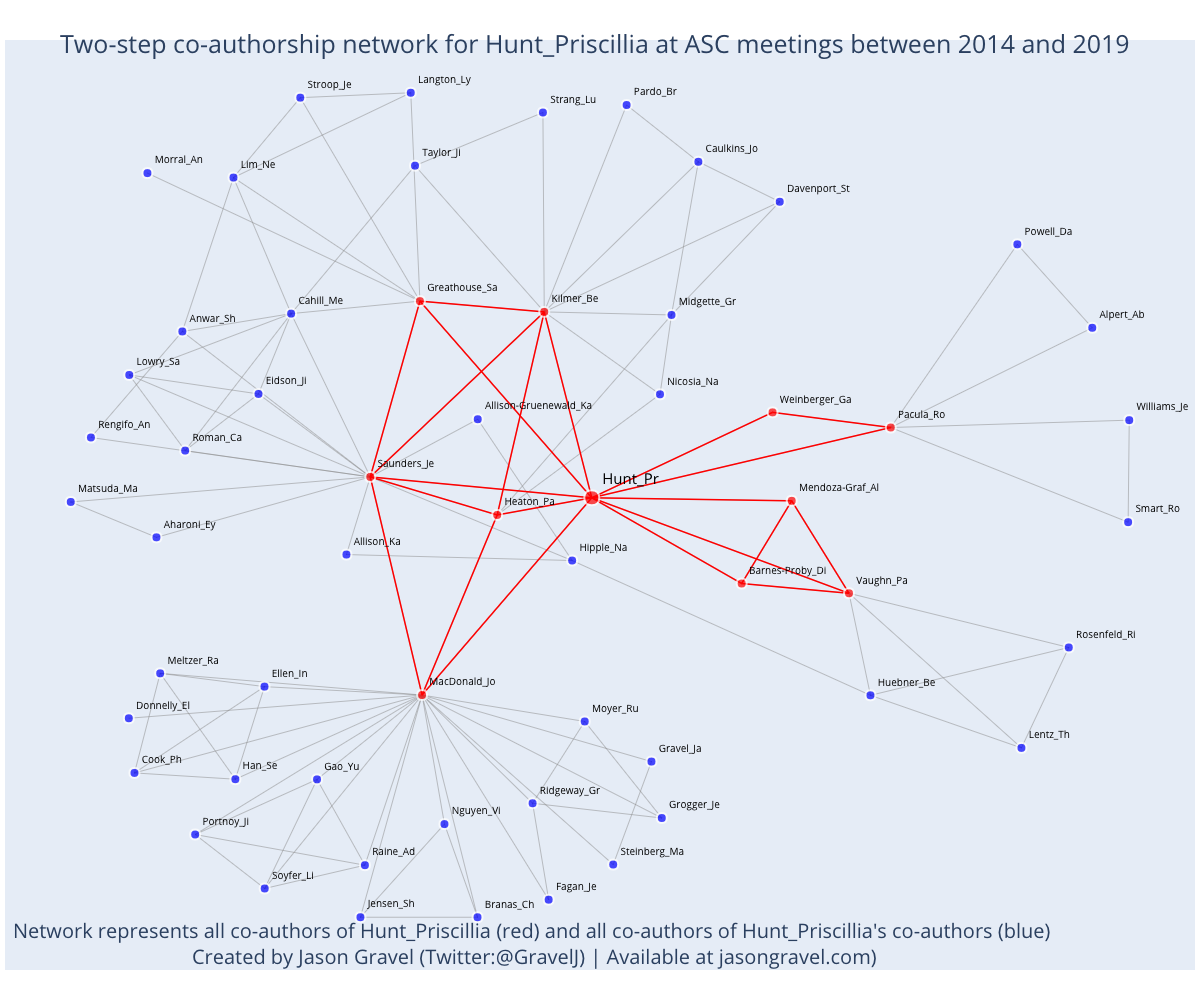 Two-step co-authorship network for Hunt_Priscillia at ASC meetings between 2014 and 2019
Stroop_Je
Langton_Ly
Strang_Lu
Pardo_Br
Morral_An
Lim_Ne
Taylor_Ji
Caulkins_Jo
Davenport_St
Powell_Da
Greathouse_Sa
Kilmer_Be
Cahill_Me
Midgette_Gr
Anwar_Sh
Alpert_Ab
Lowry_Sa
Eidson_Ji
Nicosia_Na
Allison-Gruenewald_Ka
Weinberger_Ga
Pacula_Ro
Williams_Je
Rengifo_An
Roman_Ca
Saunders_Je
Hunt_Pr
Mendoza-Graf_Al
Matsuda_Ma
Heaton_Pa
Smart_Ro
Aharoni_Ey
Allison_Ka
Hipple_Na
Barnes-Proby_Di
Vaughn_Pa
Rosenfeld_Ri
Meltzer_Ra
Ellen_In
MacDonald_Jo
Huebner_Be
Donnelly_El
Moyer_Ru
Lentz_Th
Gravel_Ja
Cook_Ph
Han_Se
Gao_Yu
Ridgeway_Gr
Grogger_Je
Nguyen_Vi
Portnoy_Ji
Raine_Ad
Steinberg_Ma
Soyfer_Li
Fagan_Je
Jensen_Sh
Branas_Ch
Network represents all co-authors of Hunt_Priscillia (red) and all co-authors of Hunt_Priscillia's co-authors (blue)
Created by Jason Gravel (Twitter:@GravelJ) | Available at jasongravel.com)